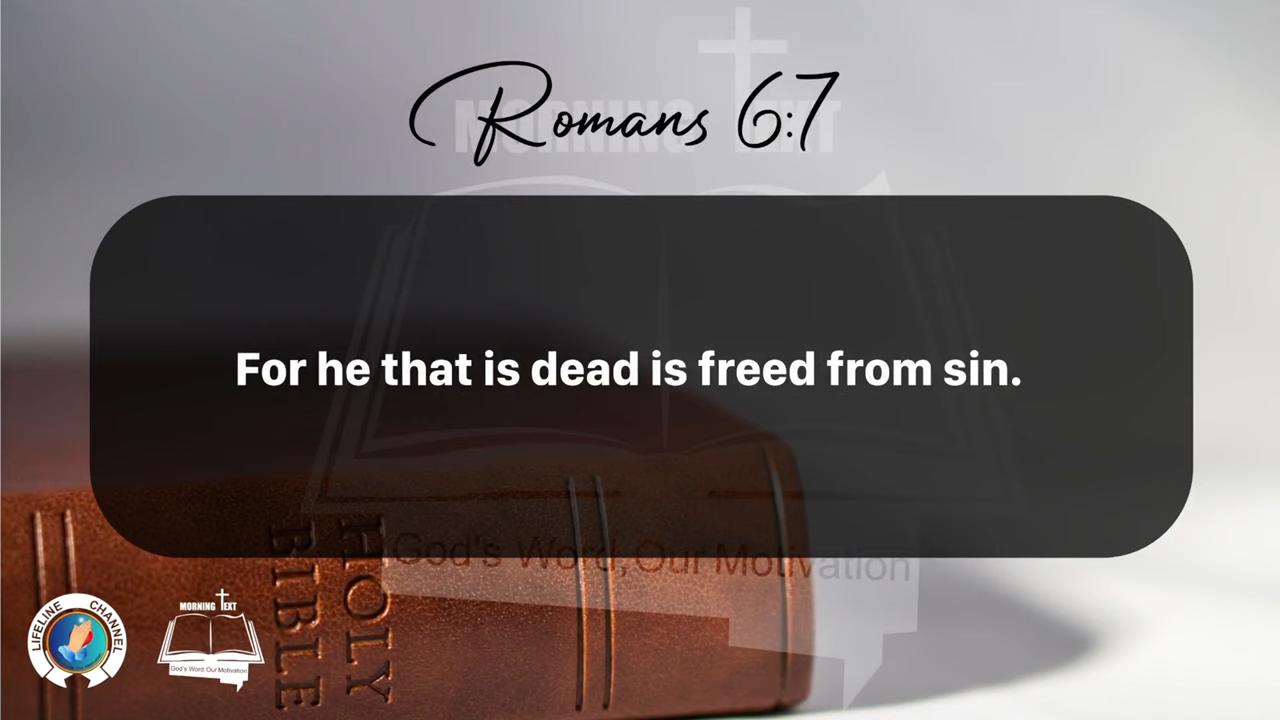 Romans 6:7
MORNING TEXT
For he that is dead is freed from sin.
God's Word, Our Motivation
HOLY
BIBLE
LIFELINE CHANNEL
MORNING TEXT
God's Word, Our Motivation